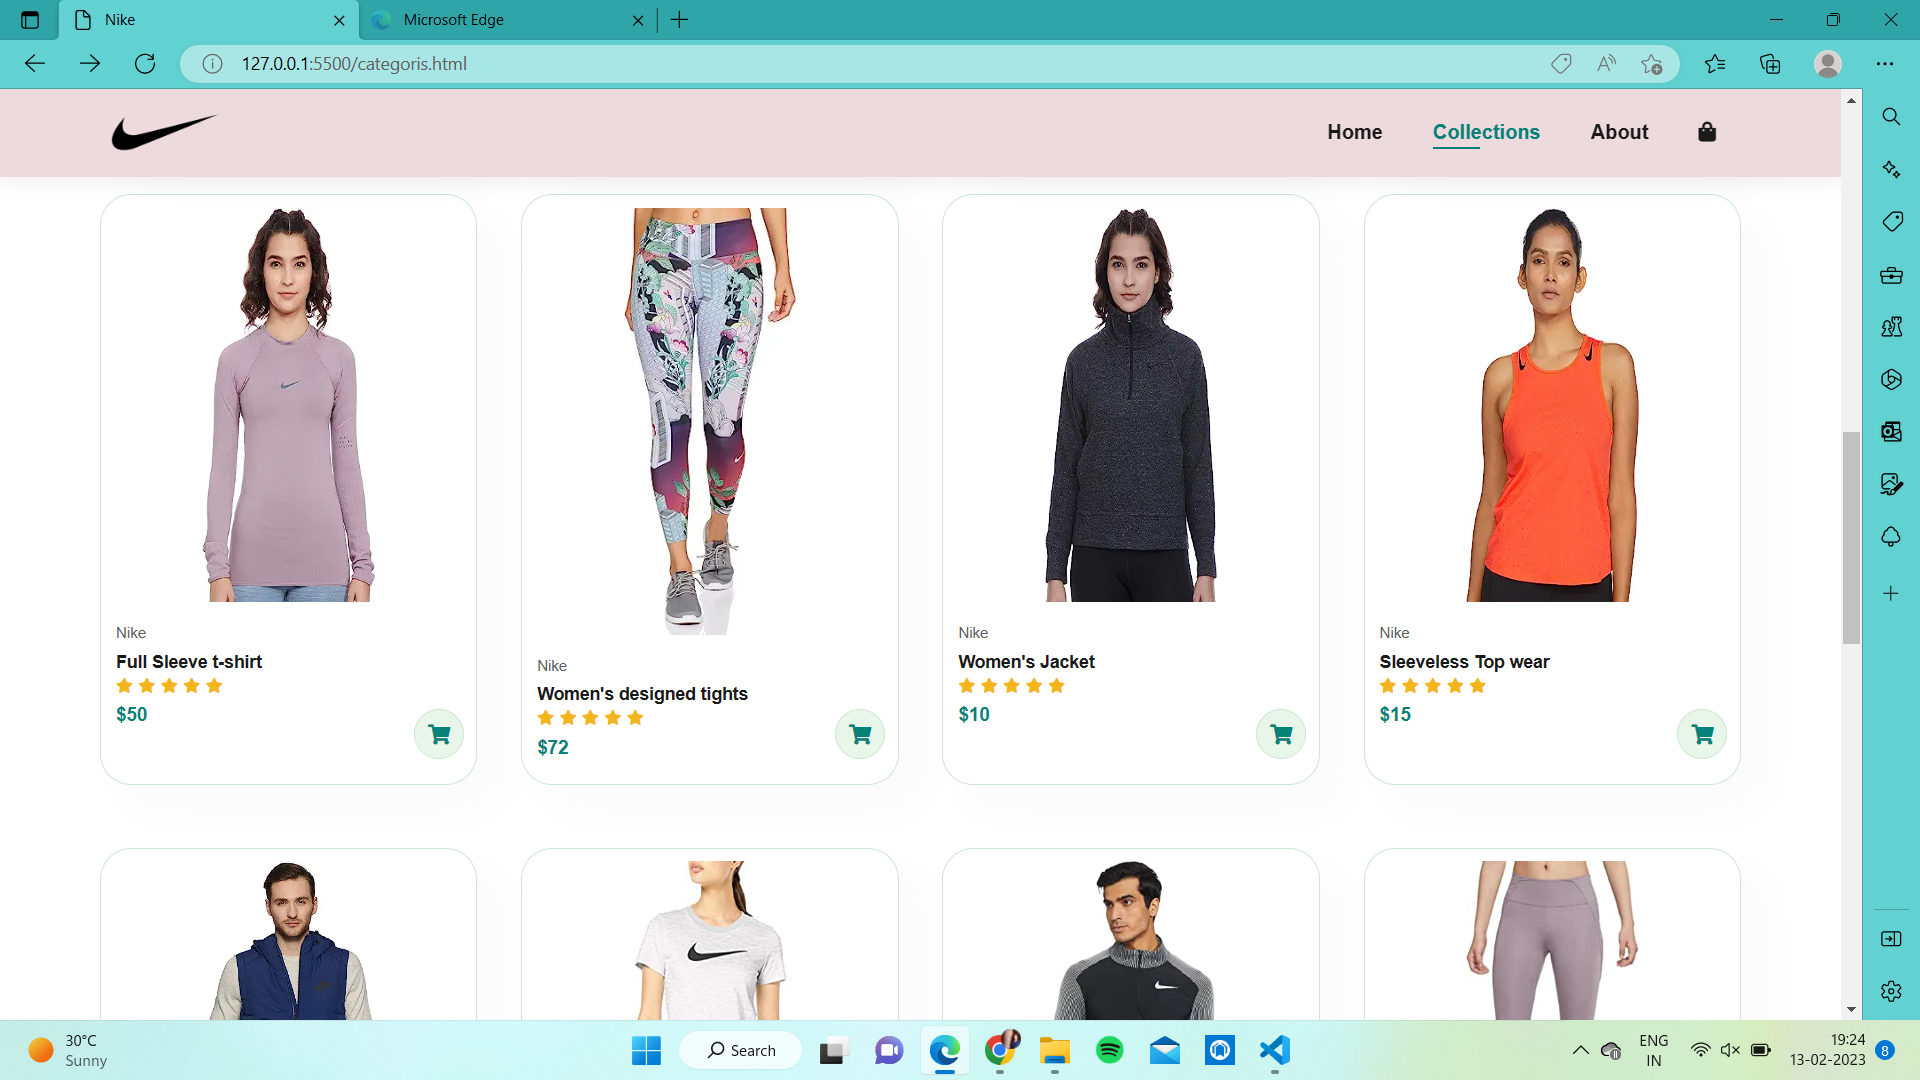 Nike
Microsoft Edge
127.0.0.1:5500/categoris.html
Home
Collections
About
Nike
Full Sleeve t-shirt
$50
Nike
Women's designed tights
$72
Nike
Women's Jacket
$10
Nike
Sleeveless Top wear
$15
30°C
Sunny
Search
ENG
IN
19:24
13-02-2023
8